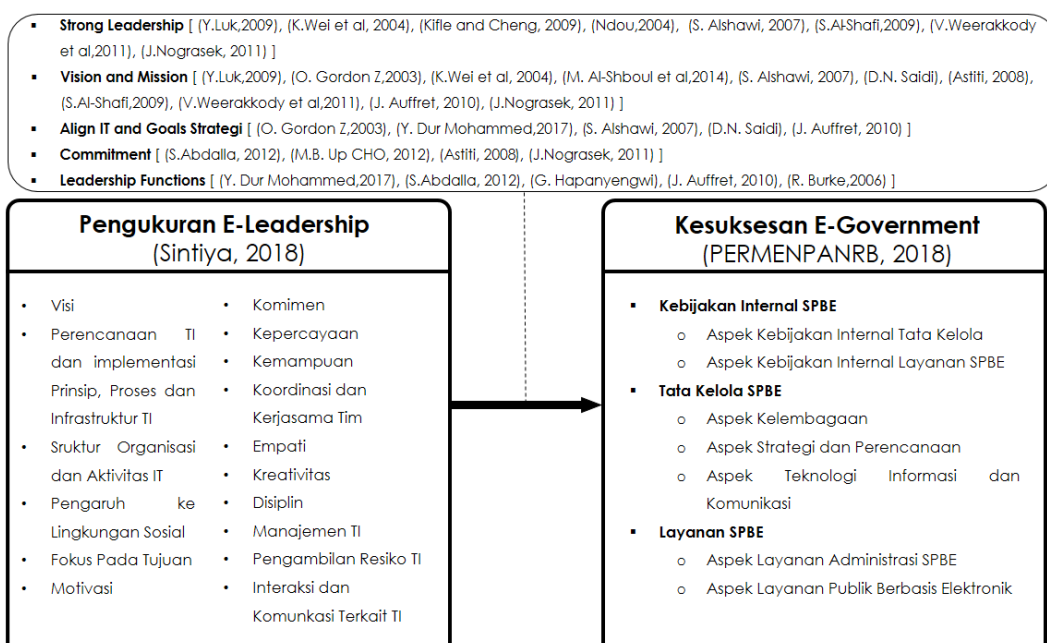 ▪ Strong Leadership [ (Y.Luk,2009), (K.Wei et al, 2004), (Kifle and Cheng, 2009), (Ndou,2004), (S. Alshawi, 2007), (S.Al-Shafi,2009), (V.Weerakkody
et al,2011), (J.Nograsek, 2011) ]
▪ Vision and Mission [ (Y.Luk,2009), (O. Gordon Z,2003), (K.Wei et al, 2004), (M. Al-Shboul et al,2014), (S. Alshawi, 2007), (D.N. Saidi), (Astiti, 2008),
(S.Al-Shafi,2009), (V.Weerakkody et al,2011), (J. Auffret, 2010), (J.Nograsek, 2011) ]
▪ Align IT and Goals Strategi [ (O. Gordon Z,2003), (Y. Dur Mohammed,2017), (S. Alshawi, 2007), (D.N. Saidi), (J. Auffret, 2010) ]
▪ Commitment [ (S.Abdalla, 2012), (M.B. Up CHO, 2012), (Astiti, 2008), (J.Nograsek, 2011) ]
▪ Leadership Functions [ (Y. Dur Mohammed,2017), (S.Abdalla, 2012), (G. Hapanyengwi), (J. Auffret, 2010), (R. Burke,2006) ]
Pengukuran E-Leadership
(Sintiya, 2018)
• Visi
• Perencanaan TI
dan implementasi
Prinsip, Proses dan
Infrastuktur TI
• Sruktur Organisasi
dan Aktivitas IT
• Pengaruh ke
Lingkungan Sosial
• Fokus Pada Tujuan
• Motivasi
• Komimen
• Kepercayaan
• Kemampuan
• Koordinasi dan
Kerjasama Tim
• Empati
• Kreativitas
• Disiplin
• Manajemen TI
• Pengambilan Resiko TI
• Interaksi dan
Komunkasi Terkait TI
Kesuksesan E-Government
(PERMENPANRB, 2018)
▪ Kebijakan Internal SPBE
o Aspek Kebijakan Internal Tata Kelola
o Aspek Kebijakan Internal Layanan SPBE
▪ Tata Kelola SPBE
o Aspek Kelembagaan
o Aspek Strategi dan Perencanaan
o Aspek Teknologi Informasi dan
Komunikasi
▪ Layanan SPBE
o Aspek Layanan Administrasi SPBE
o Aspek Layanan Publik Berbasis Elektronik